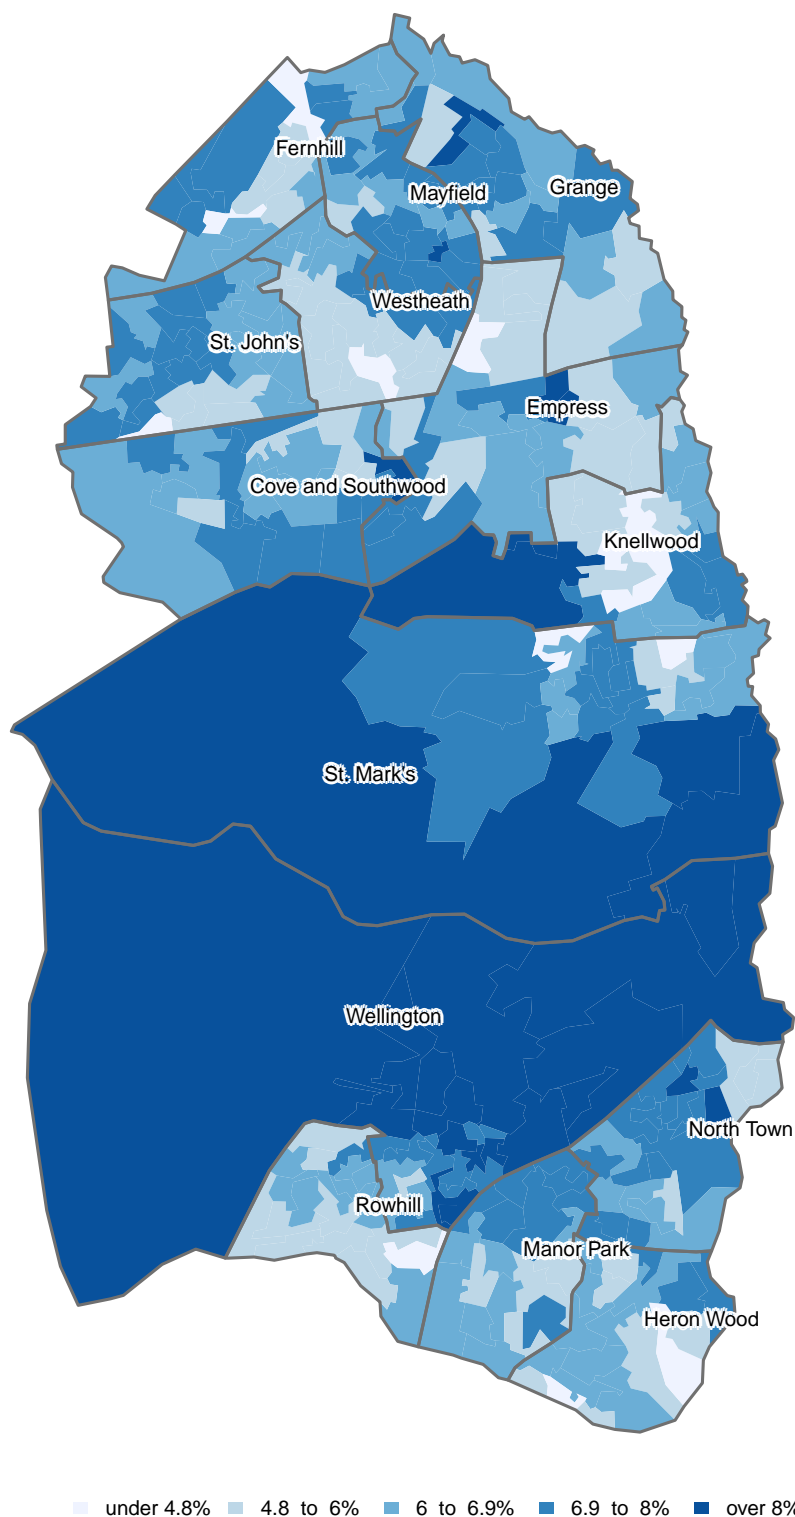 Fernhill
Mayfield
Grange
Westheath
St. John's
Empress
Cove and Southwood
Knellwood
St. Mark's
Wellington
North Town
Rowhill
Manor Park
Heron Wood
under 4.8% 4.8 to 6% 6 to 6.9% 6.9 to 8% over 8%